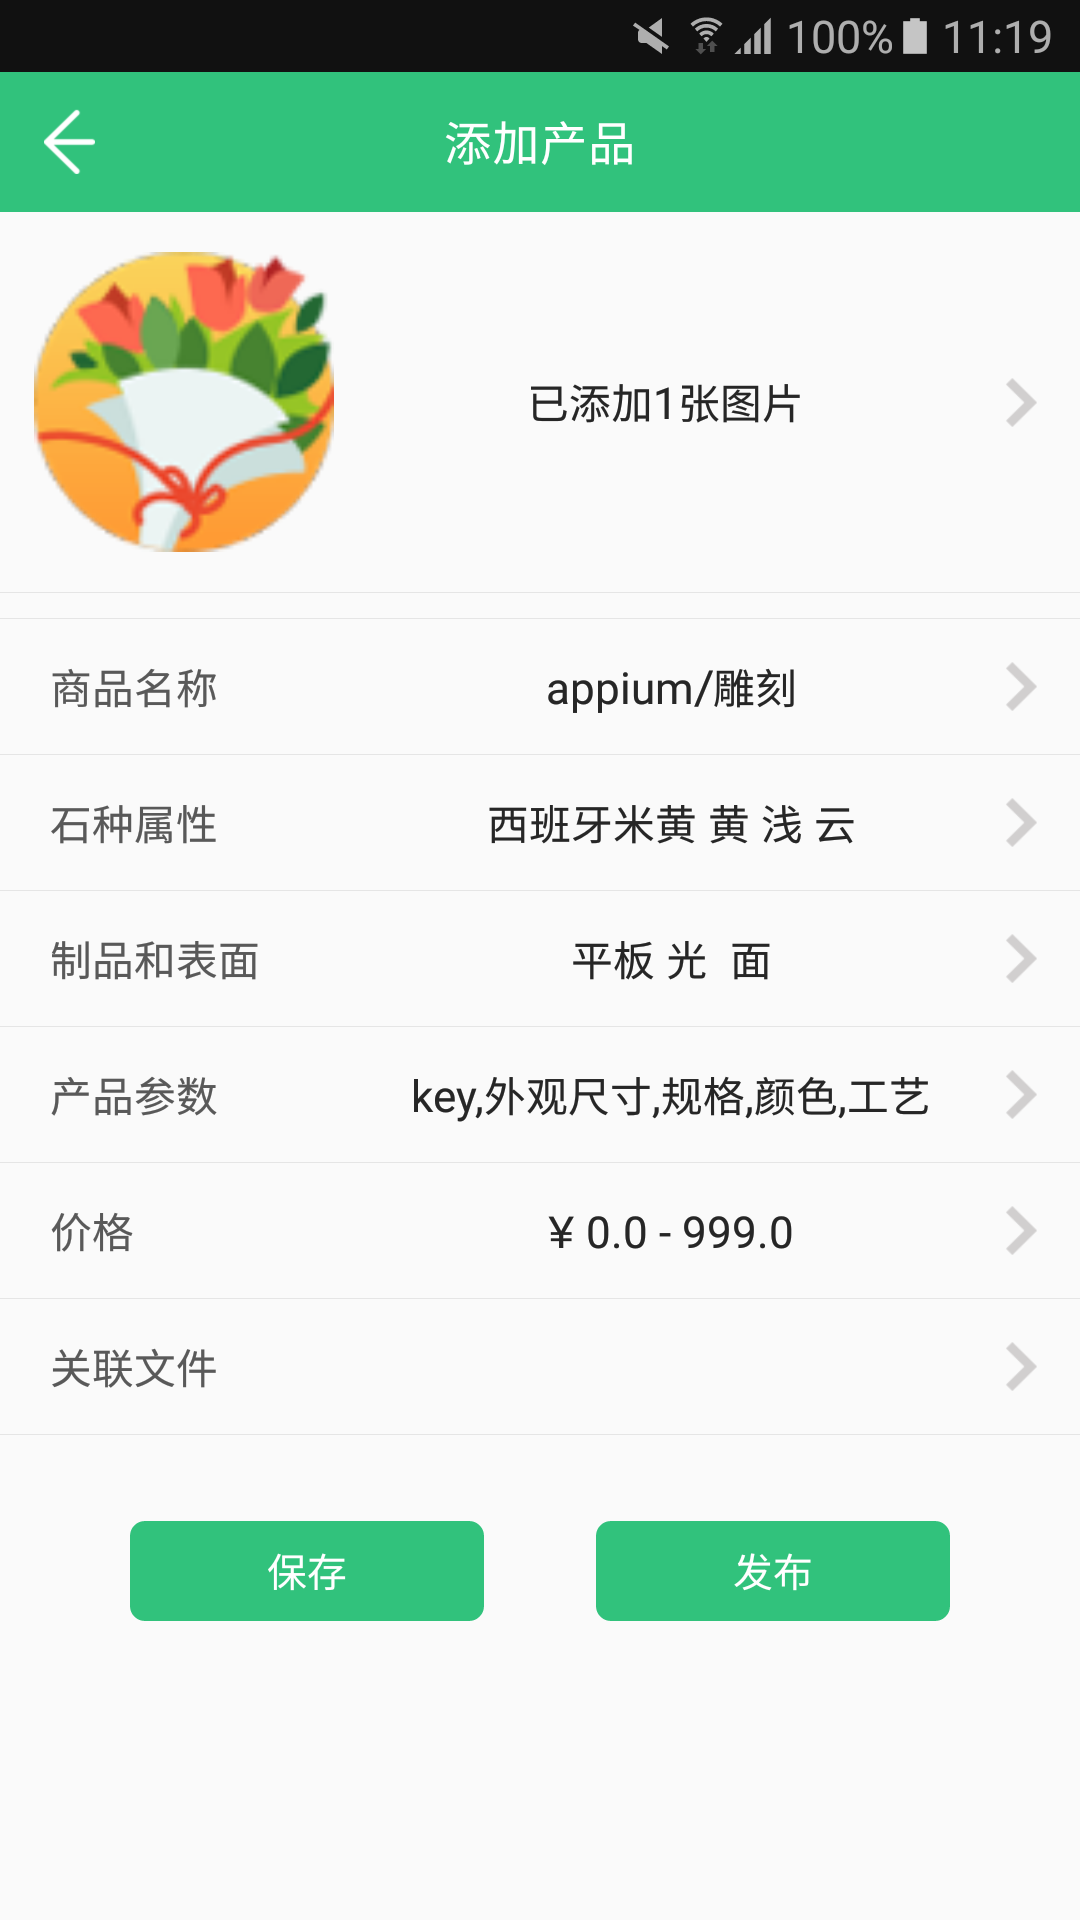 100% 11:19
添加产品
已添加1张图片
商品名称 appium/雕刻
石种属性 西班牙米黄 黄 浅 云
制品和表面 平板 光  面
产品参数 key,外观尺寸,规格,颜色,工艺
价格 ¥ 0.0 - 999.0
关联文件
保存 发布